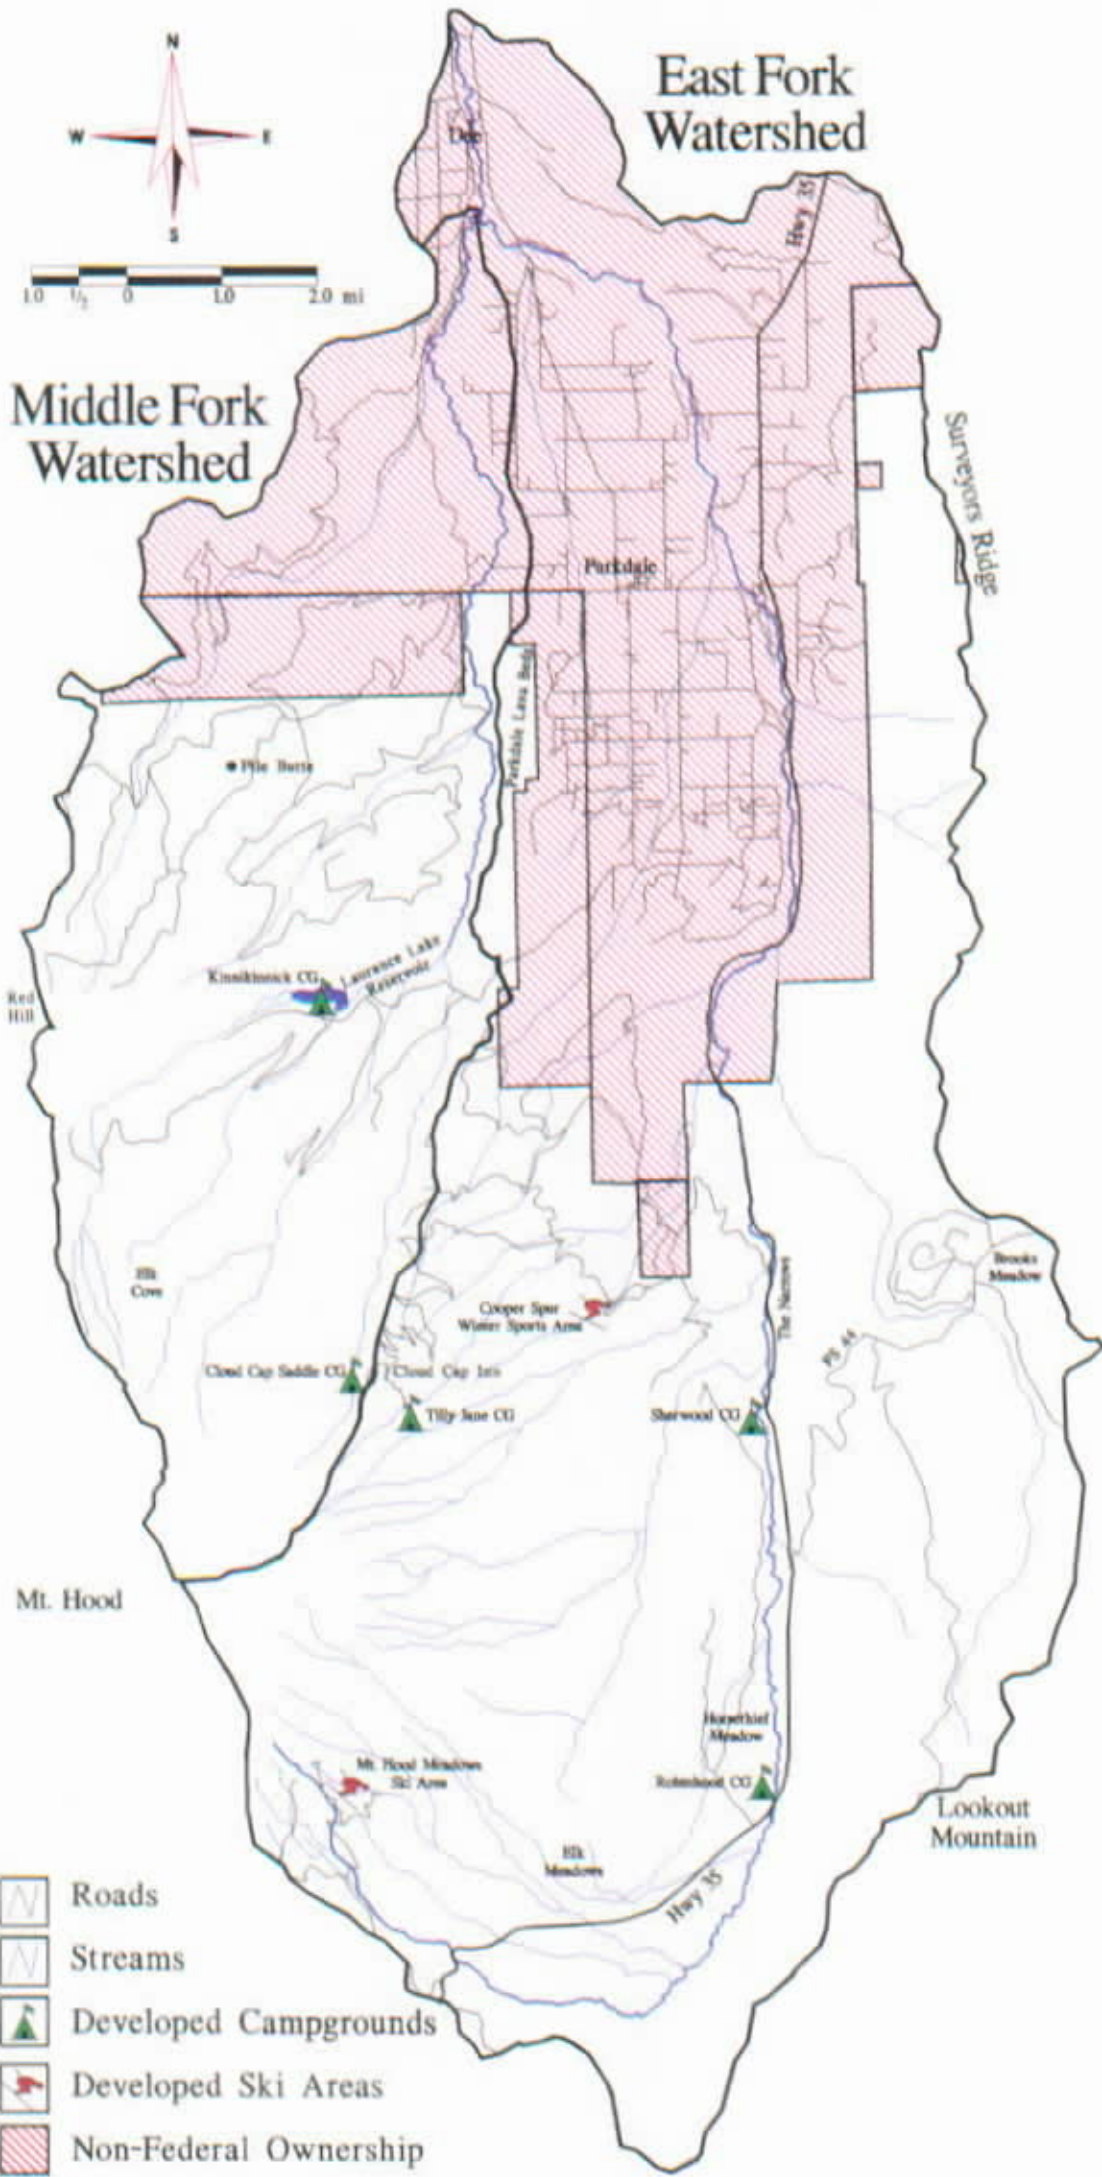 N
W
E
S
1.0 1/2 0 1.0 2.0 mi
East Fork
Watershed
Dee
Hwy 35
Middle Fork
Watershed
Surveyors Ridge
Parkdale
Parkdale Lava Beds
Pine Butte
Kinnikinnick CG
Laurance Lake
Reservoir
Red
Hill
Elk
Cove
Brooks
Meadow
The Narrows
Cooper Spur
Winter Sports Area
FS 44
Cloud Cap Saddle CG
Cloud Cap Inn
Tilly Jane CG
Sherwood CG
Mt. Hood
Horsethief
Meadow
Mt. Hood Meadows
Ski Area
Robinhood CG
Lookout
Mountain
Elk
Meadows
Hwy 35
Roads
Streams
Developed Campgrounds
Developed Ski Areas
Non-Federal Ownership